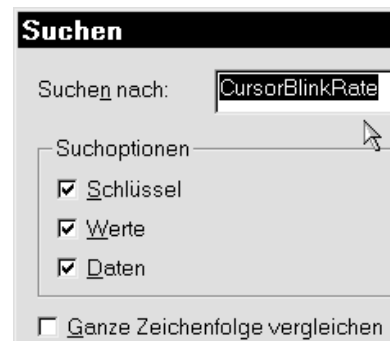 Suchen
Suchen nach: CursorBlinkRate
Suchoptionen
Schlüssel
Werte
Daten
Ganze Zeichenfolge vergleichen